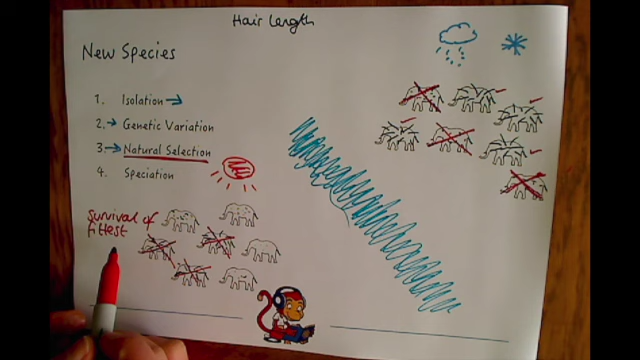 Hair Length
New Species
1. Isolation →
2. → Genetic Variation
3. → Natural Selection
4. Speciation
Survival of
fittest